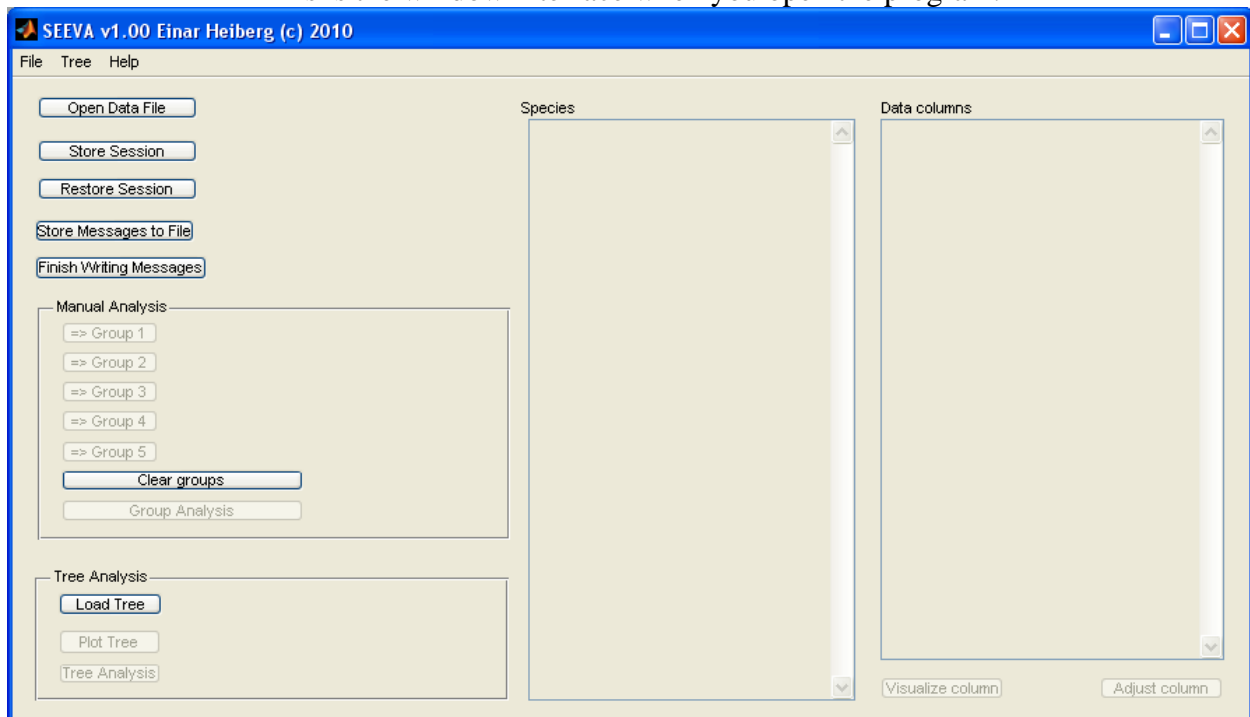 SEEVA v1.00 Einar Heiberg (c) 2010
File Tree Help
Open Data File
Store Session
Restore Session
Store Messages to File
Finish Writing Messages
Manual Analysis
=> Group 1
=> Group 2
=> Group 3
=> Group 4
=> Group 5
Clear groups
Group Analysis
Tree Analysis
Load Tree
Plot Tree
Tree Analysis
Species
Data columns
Visualize column
Adjust column